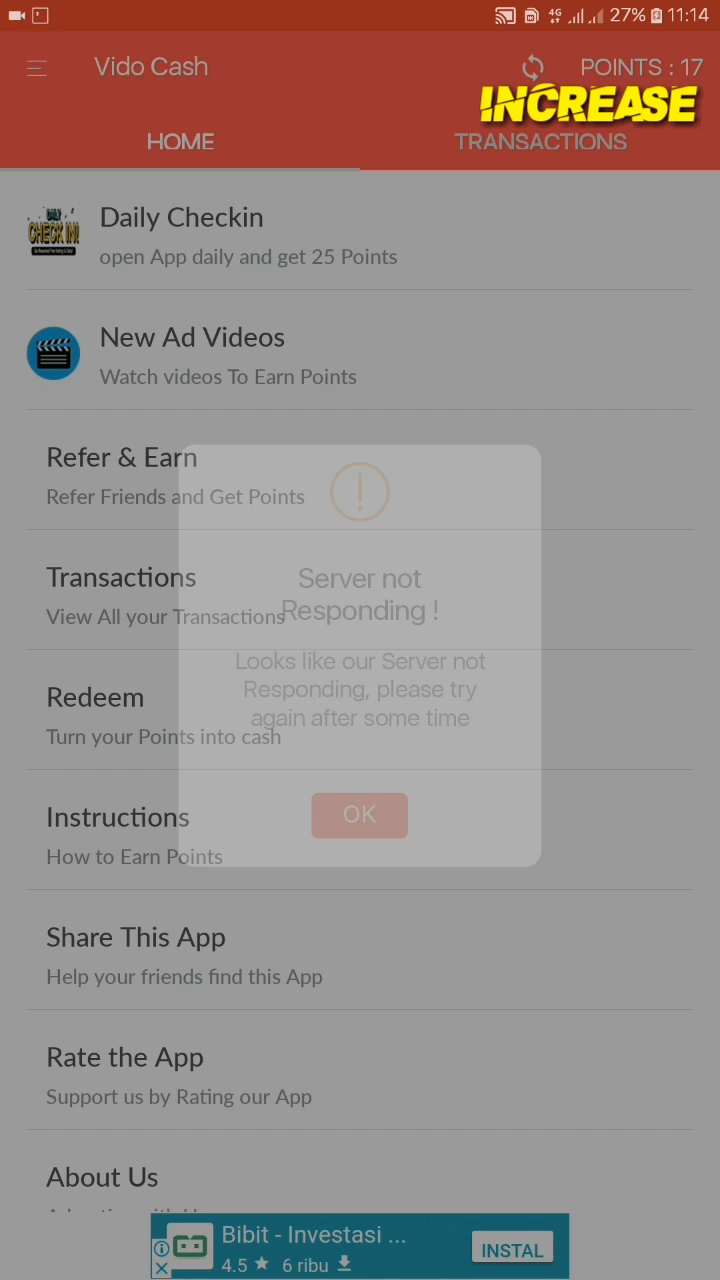 4G 27% 11:14
Vido Cash
POINTS : 17
INCREASE
HOME
TRANSACTIONS
DAILY
CHECK IN!
Daily Checkin
open App daily and get 25 Points
New Ad Videos
Watch videos To Earn Points
Refer & Earn
Refer Friends and Get Points
Transactions
View All your Transactions
Redeem
Turn your Points into cash
Instructions
How to Earn Points
Server not
Responding !
Looks like our Server not
Responding, please try
again after some time
OK
Share This App
Help your friends find this App
Rate the App
Support us by Rating our App
About Us
Bibit - Investasi ...
4.5 ★ 6 ribu
INSTAL